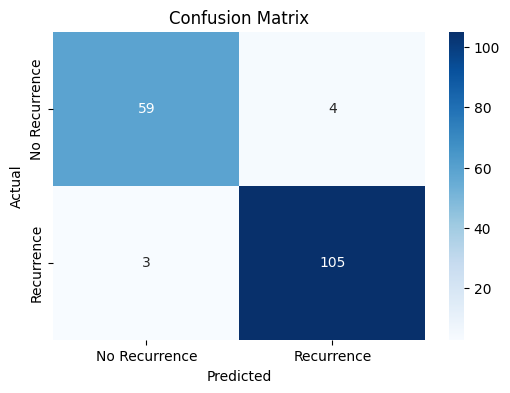 Confusion Matrix
Actual
No Recurrence
Recurrence
59
4
3
105
No Recurrence
Recurrence
Predicted
100
80
60
40
20